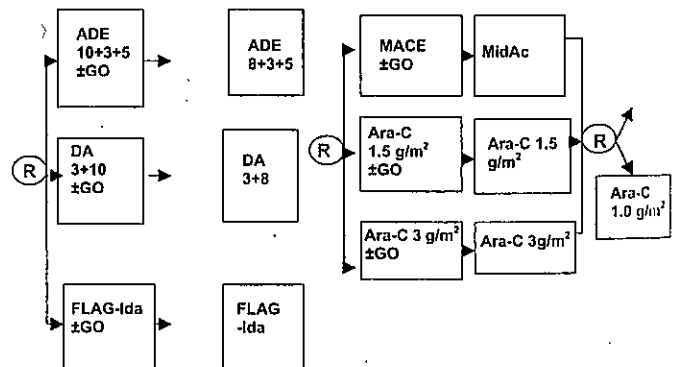 R
ADE
10+3+5
±GO
ADE
8+3+5
DA
3+10
±GO
DA
3+8
FLAG-Ida
±GO
FLAG
-Ida
R
MACE
±GO
MidAc
Ara-C
1.5 g/m²
±GO
Ara-C 1.5
g/m²
Ara-C 3 g/m²
±GO
Ara-C 3g/m²
R
Ara-C
1.0 g/m²